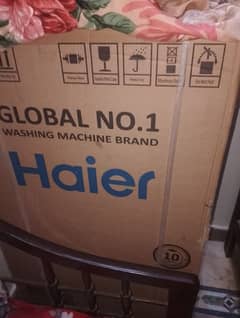 GLOBAL NO.1
WASHING MACHINE BRAND
Haier
10